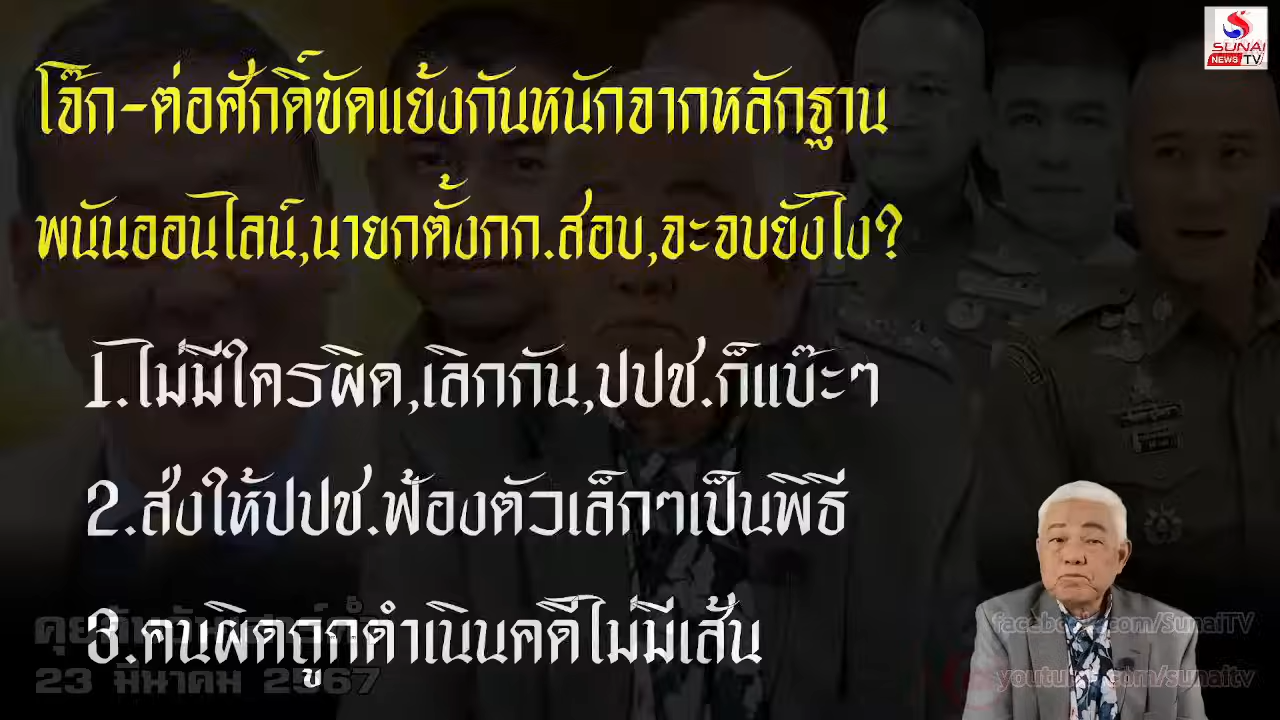 SUNAI
NEWS TV
โจ๊ก-ต่อศักดิ์ขัดแย้งกันหนักจากหลักฐาน
พนันออนไลน์,นายกตั้งกก.สอบ,จะจบยังไง?
1.ไม่มีใครผิด,เลิกกัน,ปปช.ก็แบ๊ะๆ
2.ส่งให้ปปช.ฟ้องตัวเล็กๆเป็นพิธี
3.คนผิดถูกดำเนินคดีไม่มีเส้น
23 มีนาคม 2567
facebook.com/SunaiTV
youtube.com/sunaitv